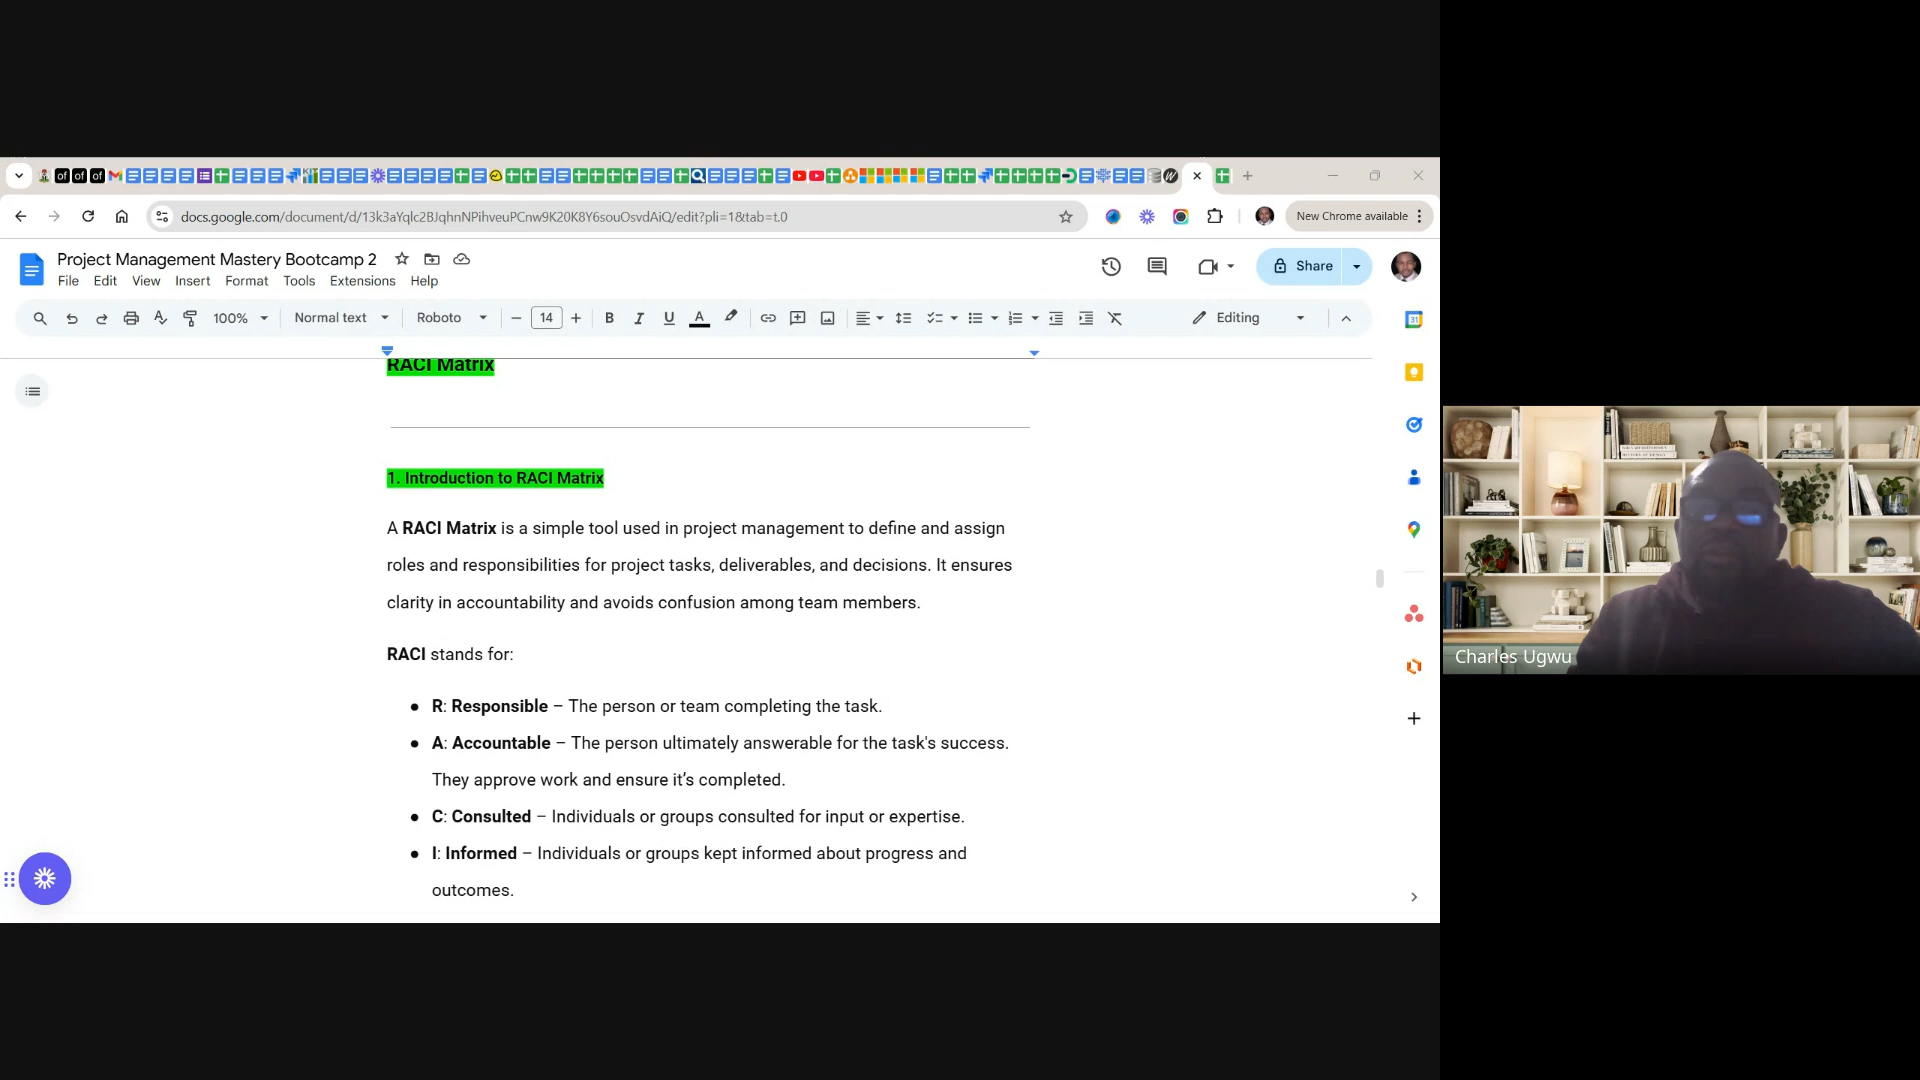 docs.google.com/document/d/13k3aYqlc2BJqhnNPihveuPCnw9K20K8Y6souOsvdAiQ/edit?pli=1&tab=t.0
New Chrome available
Project Management Mastery Bootcamp 2
File Edit View Insert Format Tools Extensions Help
Share
100% Normal text Roboto 14 B I U A Editing
RACI Matrix
1. Introduction to RACI Matrix
A RACI Matrix is a simple tool used in project management to define and assign
roles and responsibilities for project tasks, deliverables, and decisions. It ensures
clarity in accountability and avoids confusion among team members.
RACI stands for:
● R: Responsible – The person or team completing the task.
● A: Accountable – The person ultimately answerable for the task's success.
They approve work and ensure it’s completed.
● C: Consulted – Individuals or groups consulted for input or expertise.
● I: Informed – Individuals or groups kept informed about progress and
outcomes.
Charles Ugwu